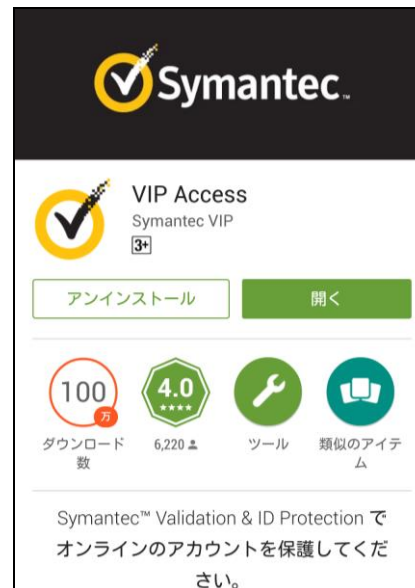 Symantec™
VIP Access
Symantec VIP
3+
アンインストール
開く
100
万
4.0
ダウンロード
数
6,220
ツール
類似のアイテ
ム
Symantec™ Validation & ID Protection で
オンラインのアカウントを保護してくだ
さい。